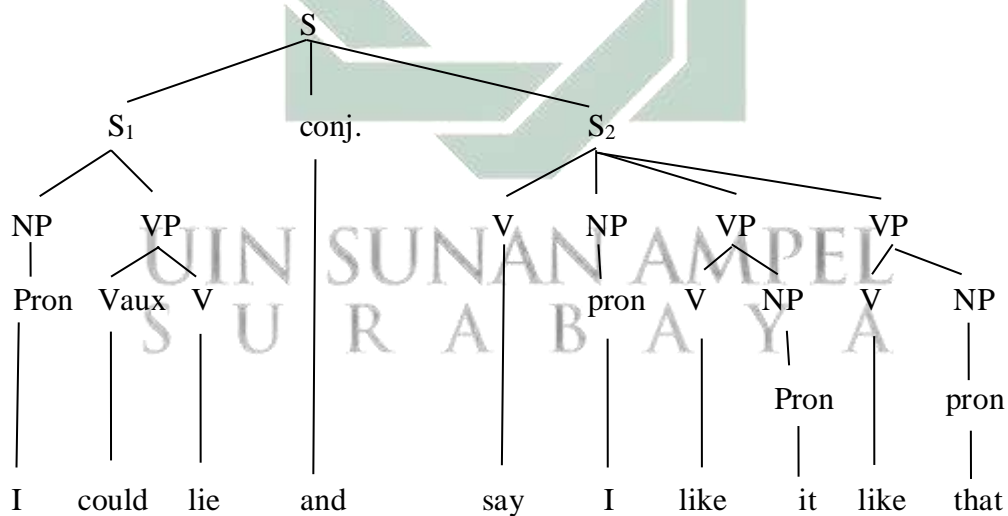 S
S₁ conj. S₂
NP VP V NP VP VP
UIN SUNAN AMPEL
Pron Vaux V pron V NP V NP
S U R A B A Y A
Pron pron
I could lie and say I like it like that